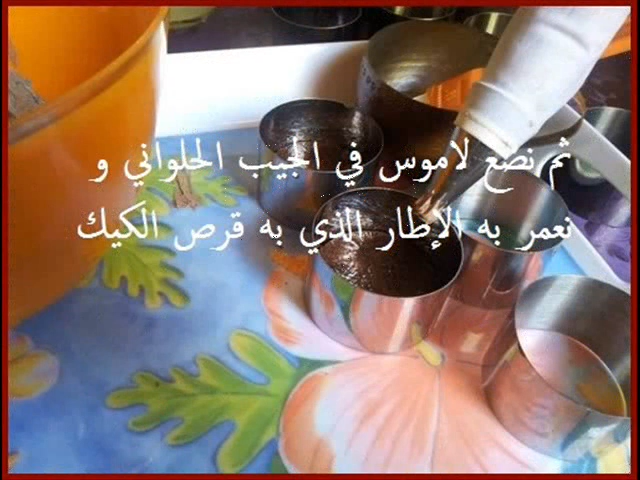 ثم نضع لاموس في الجيب الحلواني و
نعمر به الإطار الذي به قرص الكيك